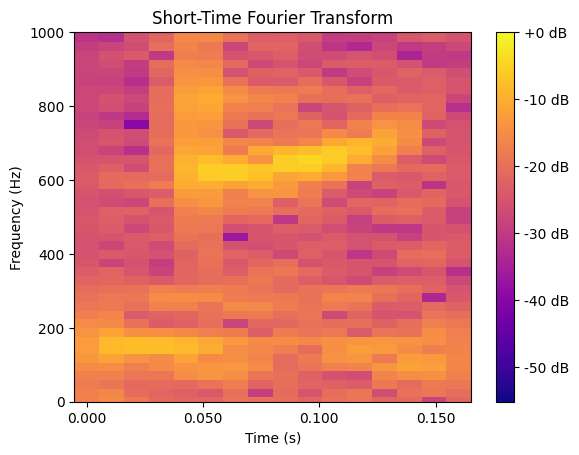 Short-Time Fourier Transform
1000
800
600
400
200
0
Frequency (Hz)
0.000
0.050
0.100
0.150
Time (s)
+0 dB
-10 dB
-20 dB
-30 dB
-40 dB
-50 dB